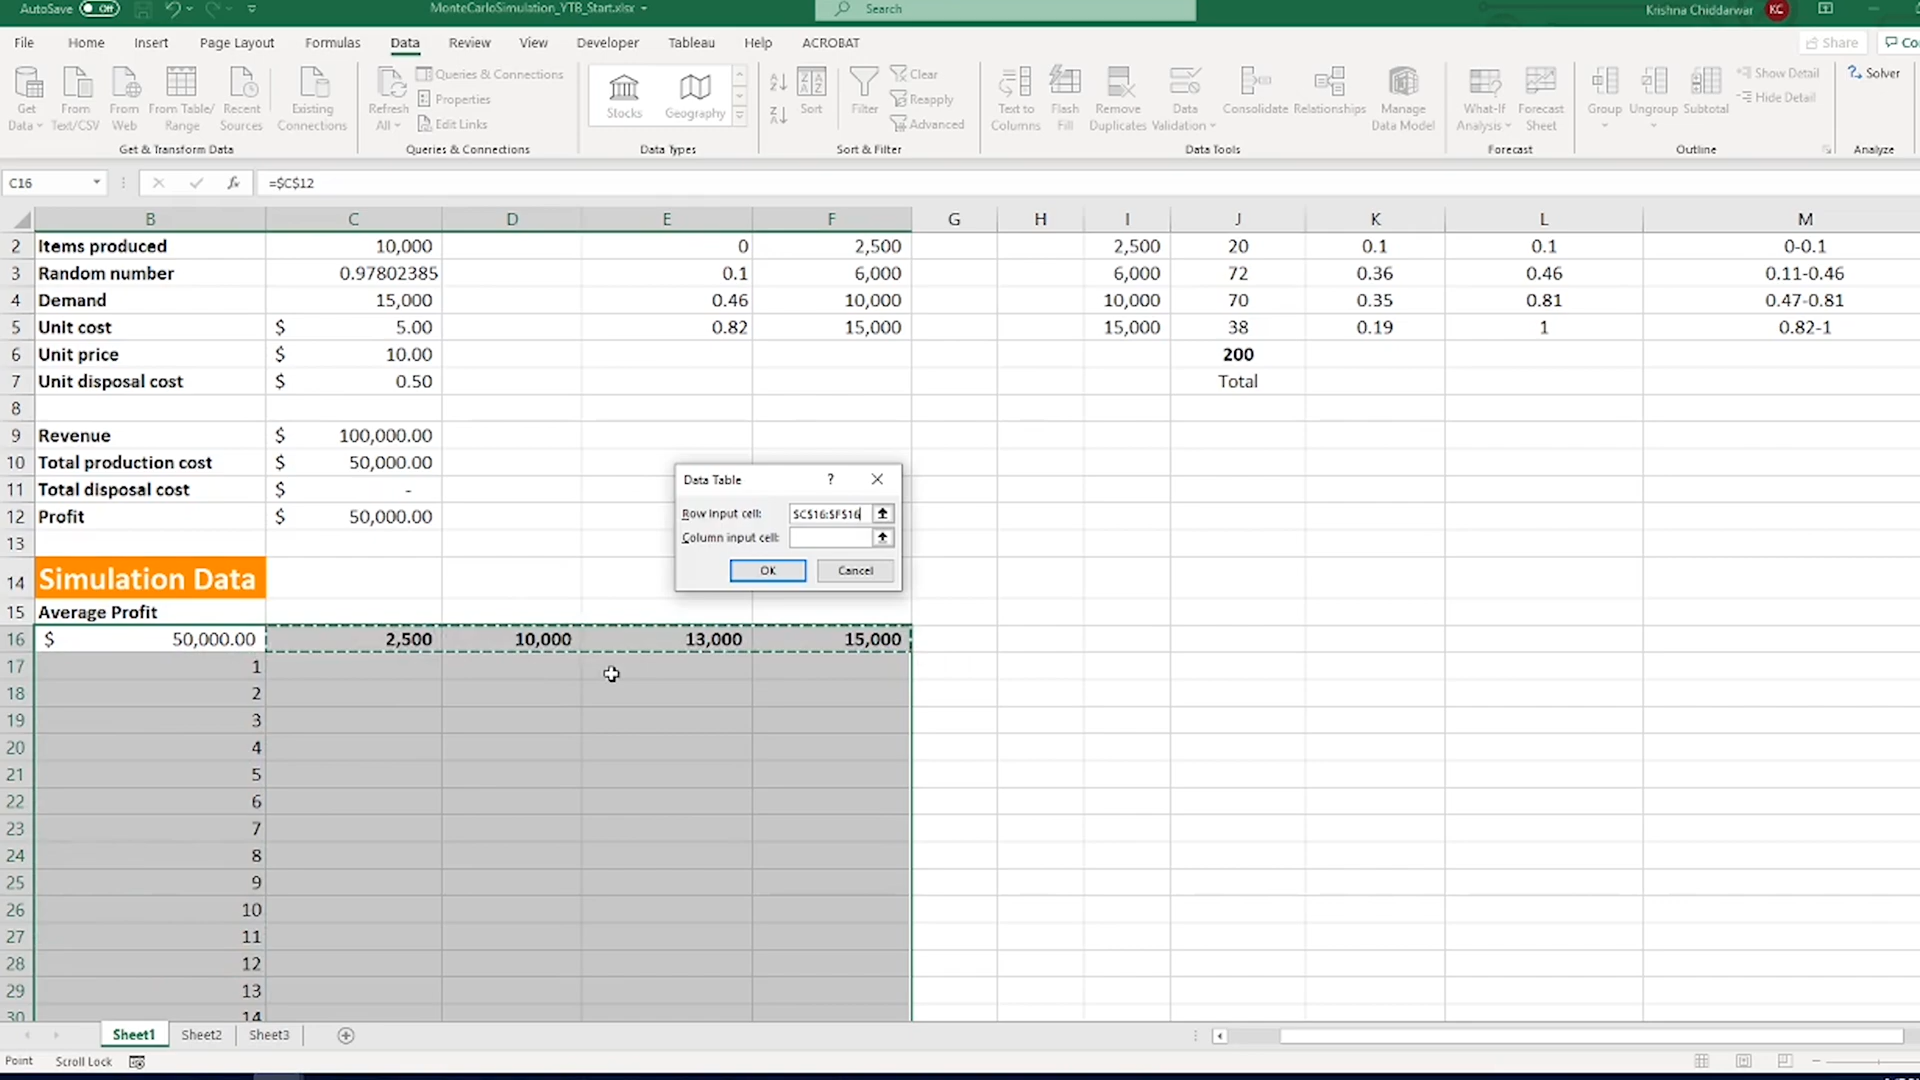 AutoSave Off MonteCarloSimulation_YTB_Start.xlsx Search Krishna Chiddarwar KC
File Home Insert Page Layout Formulas Data Review View Developer Tableau Help ACROBAT Share
Get Data From Text/CSV From Web From Table/Range Recent Sources Existing Connections
Get & Transform Data
Refresh All Queries & Connections Properties Edit Links
Queries & Connections
Stocks Geography
Data Types
Sort Filter Clear Reapply Advanced
Sort & Filter
Text to Columns Flash Fill Remove Duplicates Data Validation Consolidate Relationships Manage Data Model
Data Tools
What-If Analysis Forecast Sheet
Forecast
Group Ungroup Subtotal Show Detail Hide Detail
Outline
Solver
Analyze
C16 fx =$C$12
B C D E F G H I J K L M
2 Items produced 10,000 0 2,500 2,500 20 0.1 0.1 0-0.1
3 Random number 0.97802385 0.1 6,000 6,000 72 0.36 0.46 0.11-0.46
4 Demand 15,000 0.46 10,000 10,000 70 0.35 0.81 0.47-0.81
5 Unit cost $ 5.00 0.82 15,000 15,000 38 0.19 1 0.82-1
6 Unit price $ 10.00 200
7 Unit disposal cost $ 0.50 Total
8
9 Revenue $ 100,000.00
10 Total production cost $ 50,000.00
11 Total disposal cost $ -
12 Profit $ 50,000.00
13
14 Simulation Data
15 Average Profit
16 $ 50,000.00 2,500 10,000 13,000 15,000
17 1
18 2
19 3
20 4
21 5
22 6
23 7
24 8
25 9
26 10
27 11
28 12
29 13
30 14
Data Table ?
Row input cell: $C$16:$F$16
Column input cell:
OK Cancel
Sheet1 Sheet2 Sheet3
Point Scroll Lock